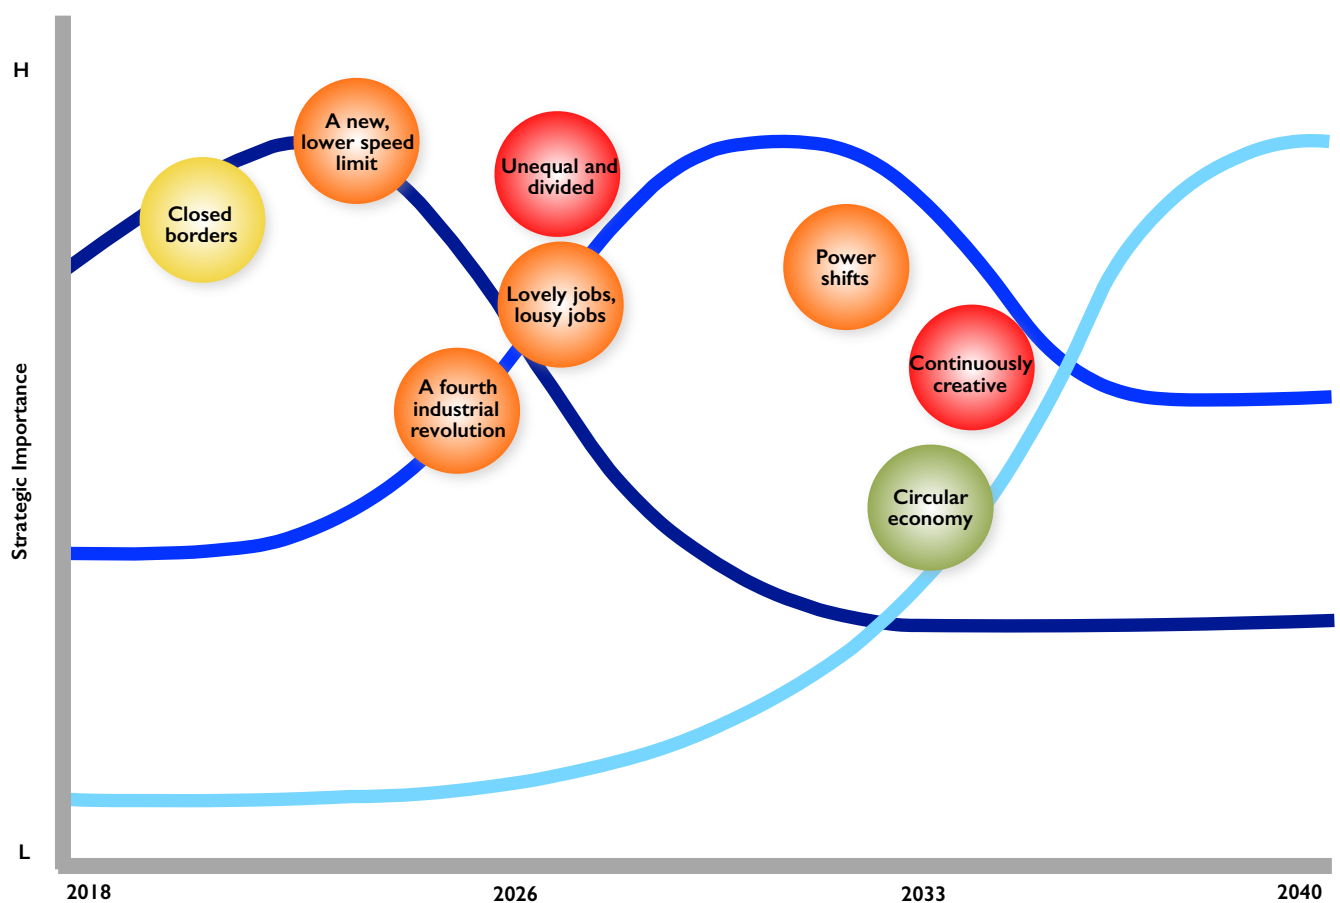 H
A new,
lower speed
limit
Unequal and
divided
Closed
borders
Power
shifts
Lovely jobs,
lousy jobs
Continuously
creative
A fourth
industrial
revolution
Strategic Importance
Circular
economy
L
2018
2026
2033
2040